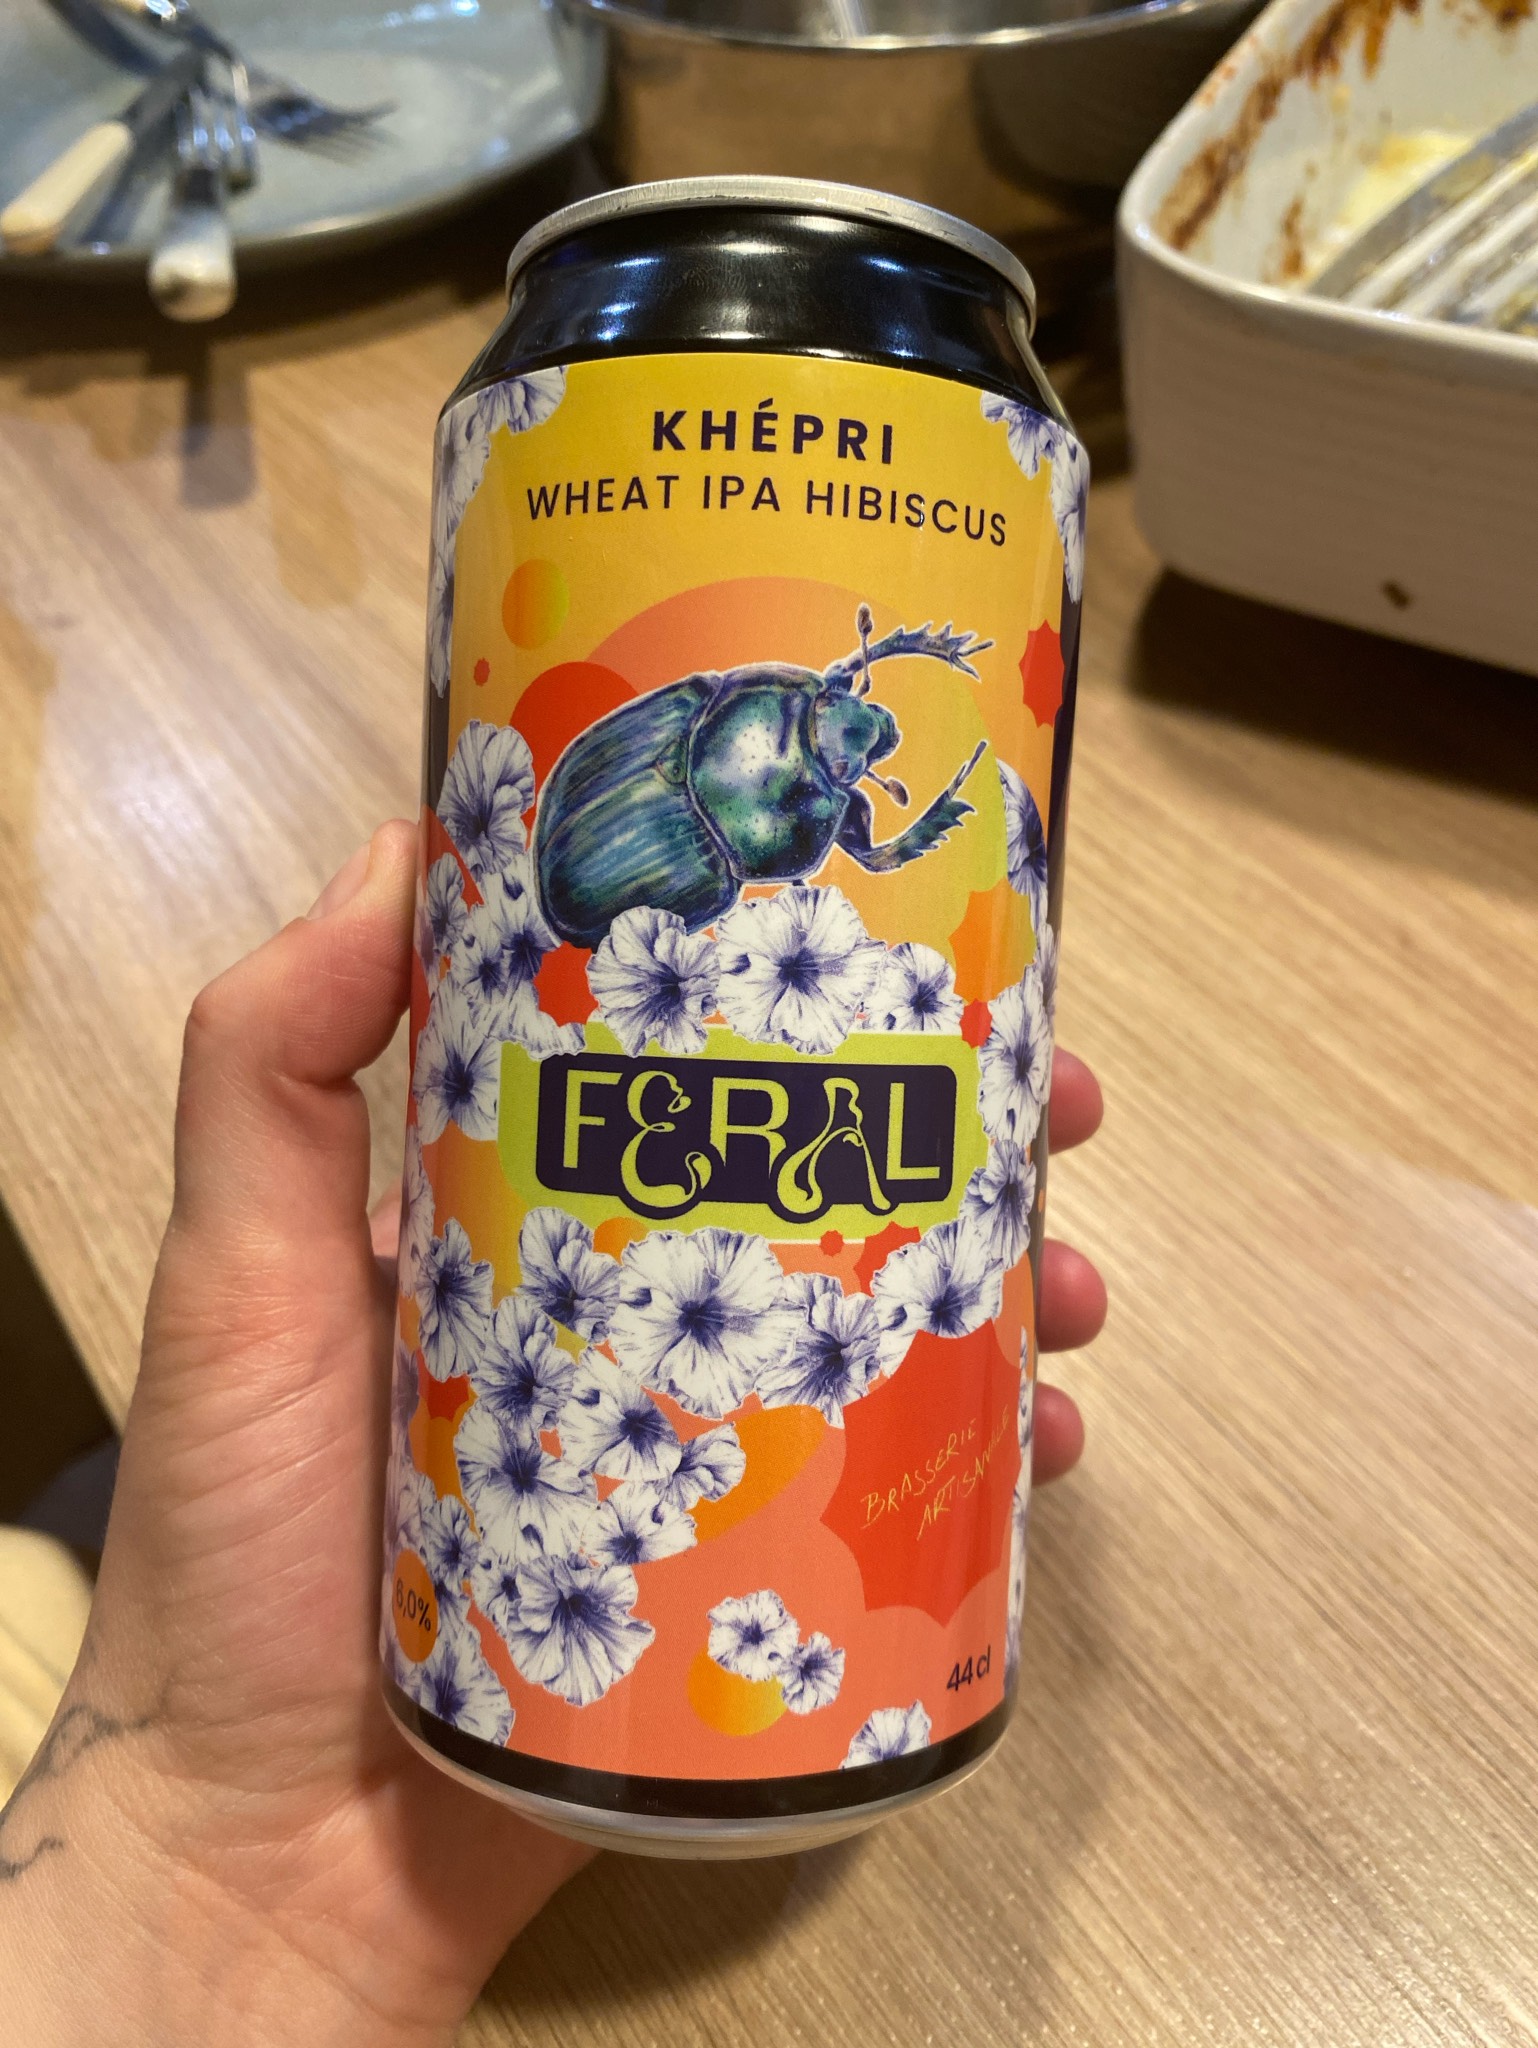 KHÉPRI
WHEAT IPA HIBISCUS
FERAL
BRASSERIE
ARTISANALE
6,0%
44 cl